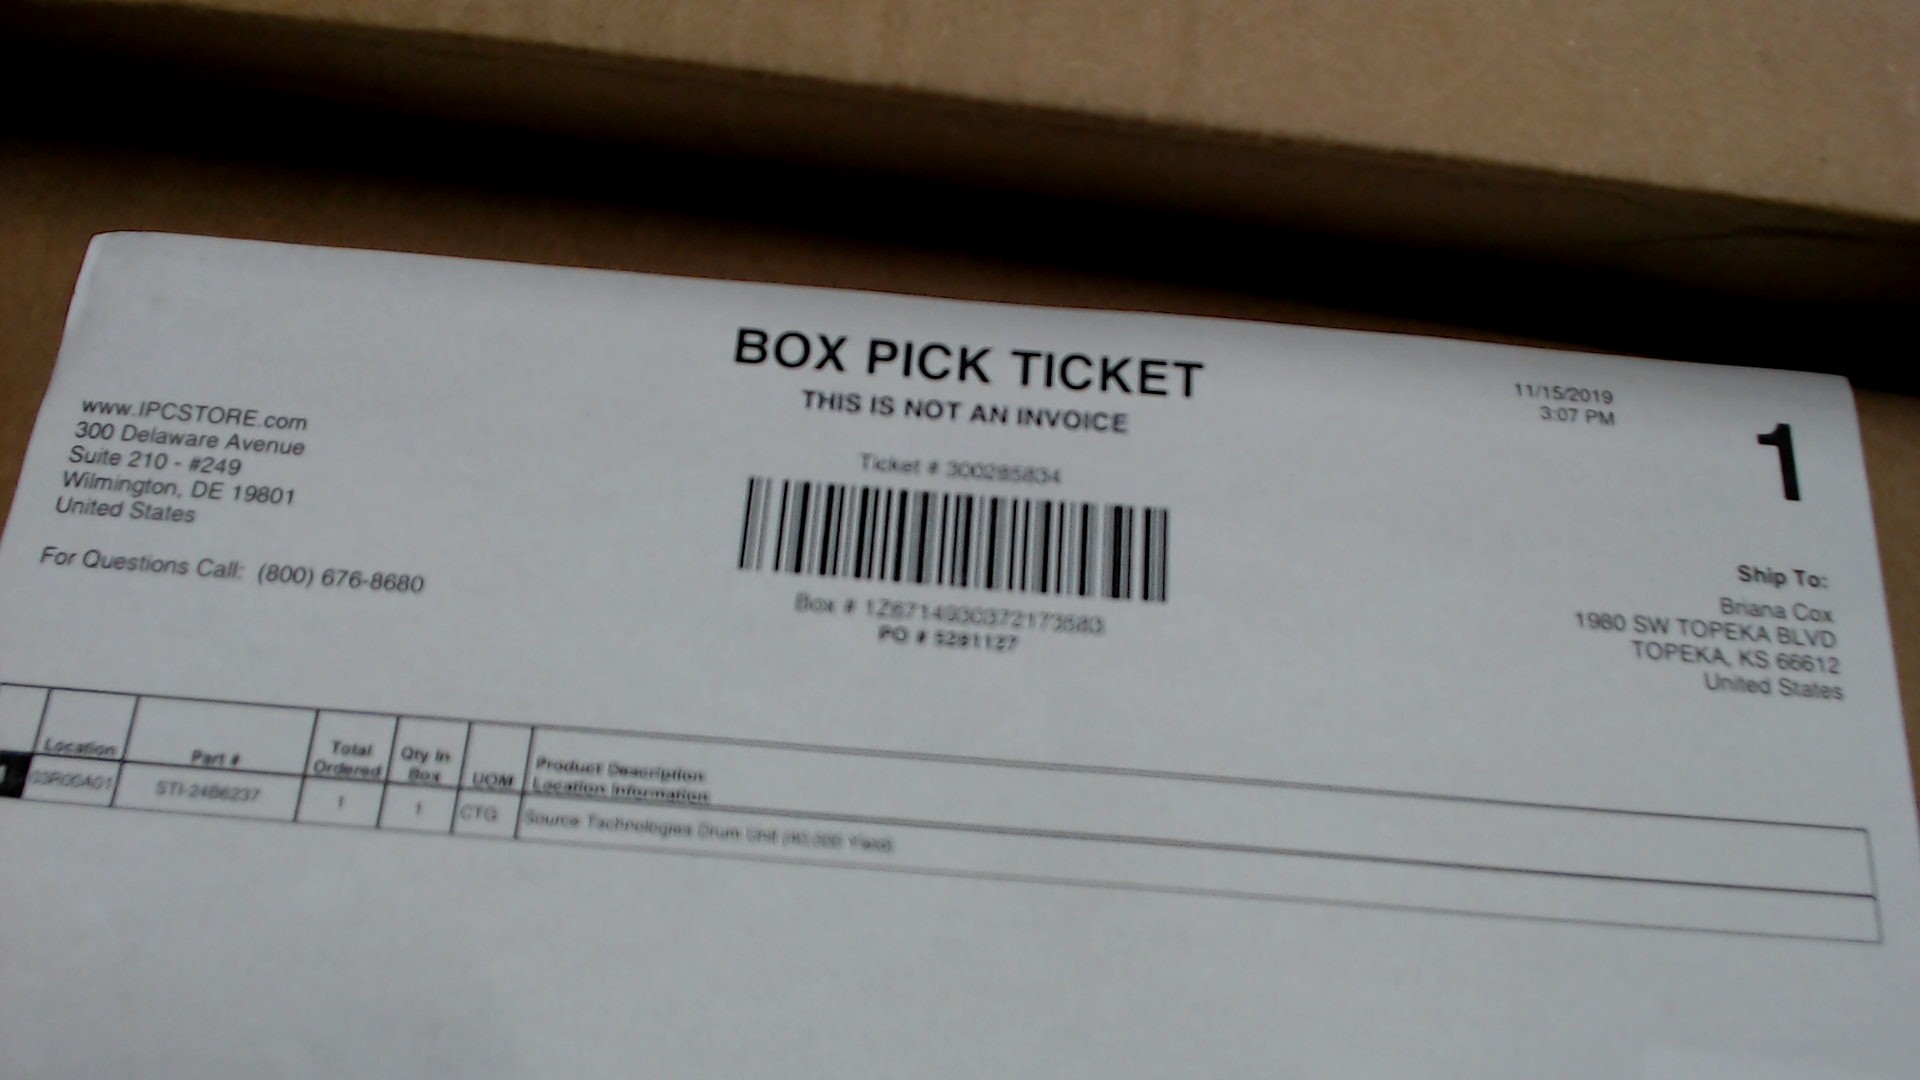 BOX PICK TICKET
THIS IS NOT AN INVOICE
11/15/2019
3:07 PM
1
www.IPCSTORE.com
300 Delaware Avenue
Suite 210 - #249
Wilmington, DE 19801
United States
For Questions Call: (800) 676-8680
Ticket # 300285834
Box #
PO #
Ship To:
Briana Cox
1980 SW TOPEKA BLVD
TOPEKA, KS 66612
United States
Location Part # Total Ordered Qty In Box UOM Product Description Location Information
STI-24B6237 1 1 CTG Source Technologies Drum Unit Yield)